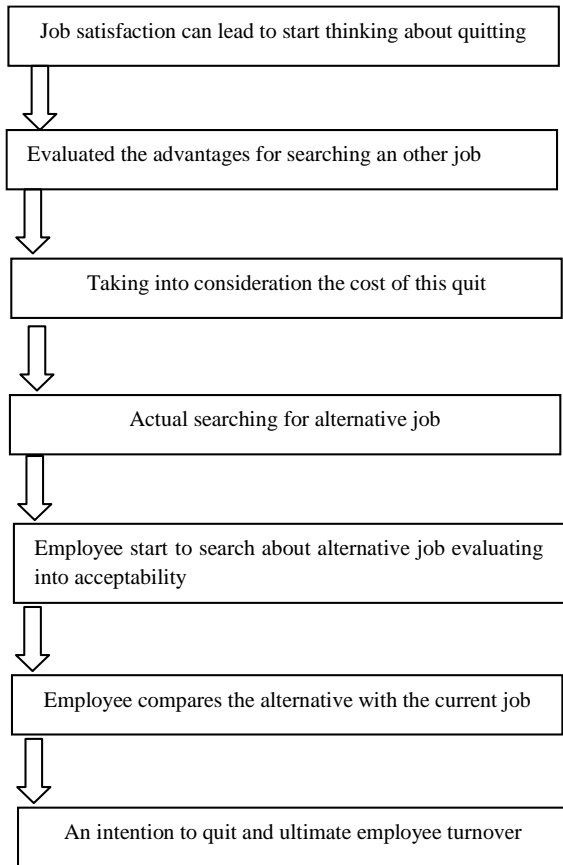 Job satisfaction can lead to start thinking about quitting
Evaluated the advantages for searching an other job
Taking into consideration the cost of this quit
Actual searching for alternative job
Employee start to search about alternative job evaluating
into acceptability
Employee compares the alternative with the current job
An intention to quit and ultimate employee turnover